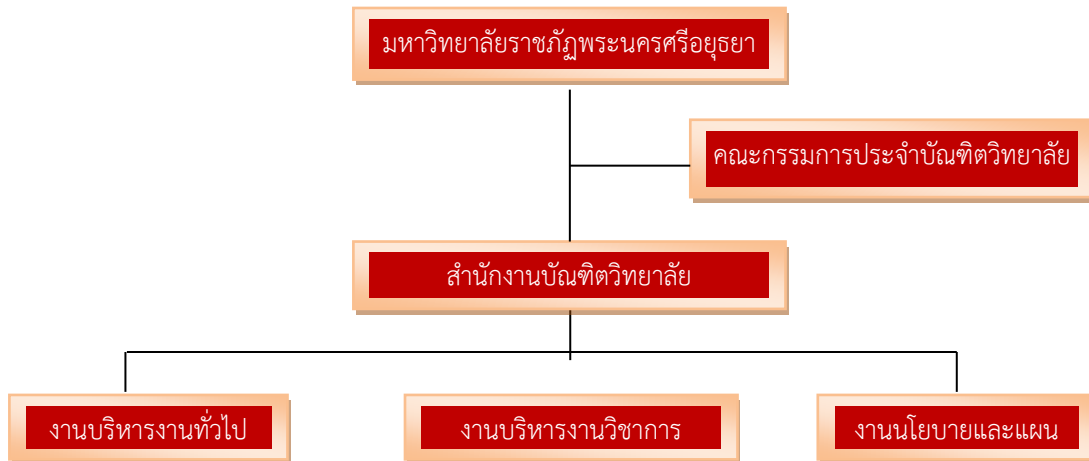 มหาวิทยาลัยราชภัฏพระนครศรีอยุธยา
คณะกรรมการประจำบัณฑิตวิทยาลัย
สำนักงานบัณฑิตวิทยาลัย
งานบริหารงานทั่วไป
งานบริหารงานวิชาการ
งานนโยบายและแผน